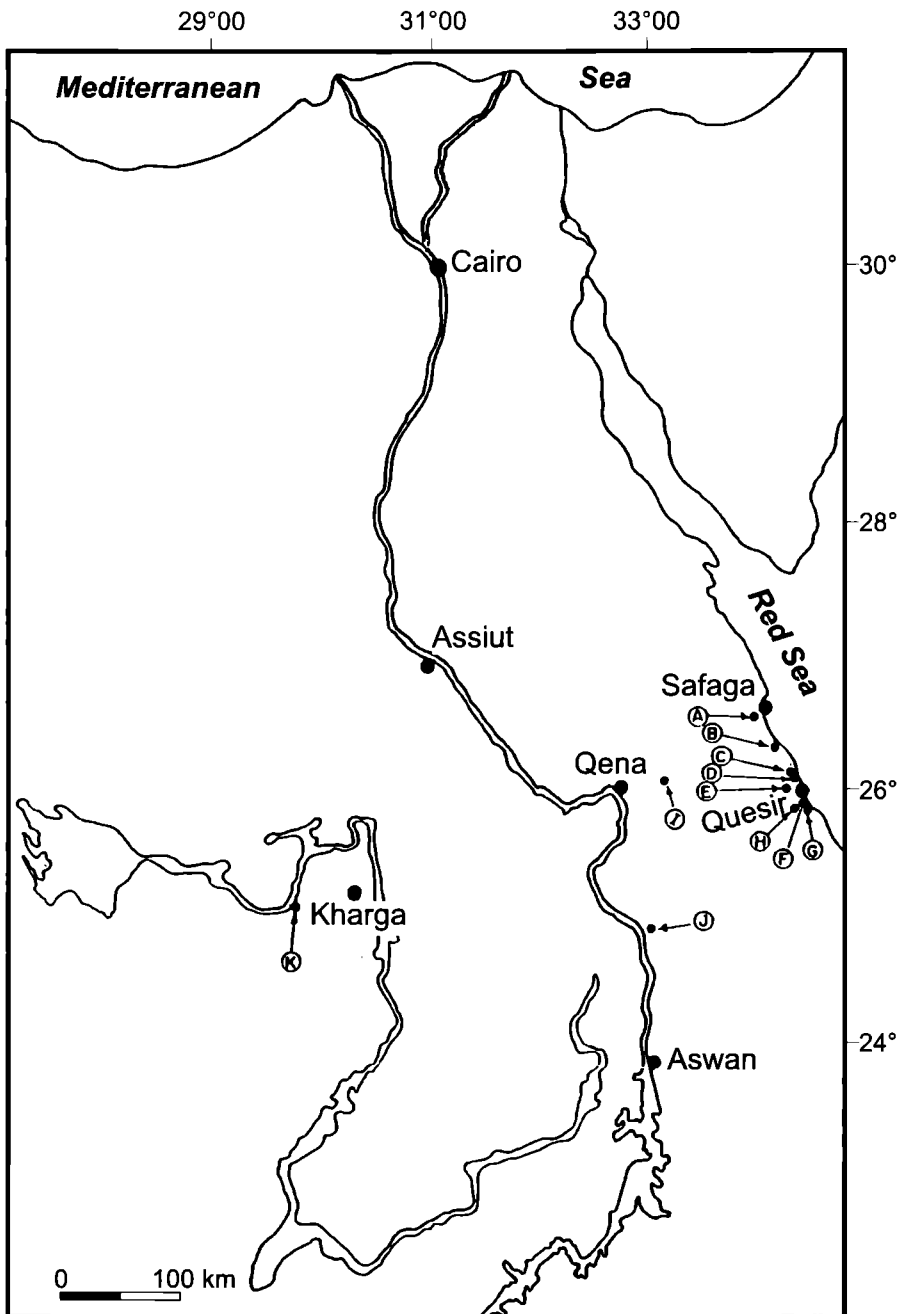 29°00' 31°00' 33°00'
Mediterranean Sea
Cairo
30°
28°
Red Sea
Assiut
Safaga
A
B
C
D
E
Qena
26°
I
Quesir
H
F
G
Kharga
J
K
24°
Aswan
0 100 km